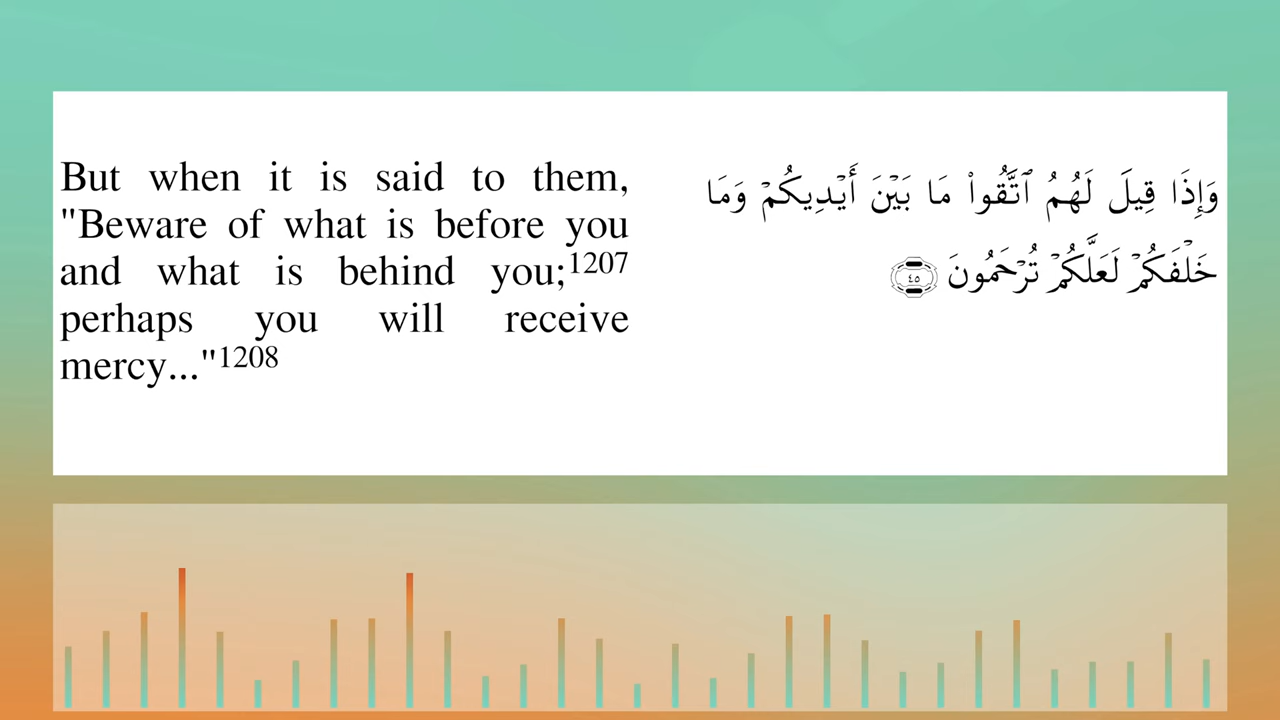 But when it is said to them,
"Beware of what is before you
and what is behind you;1207
perhaps you will receive
mercy..."1208
وَإِذَا قِيلَ لَهُمُ ٱتَّقُوا۟ مَا بَيْنَ أَيْدِيكُمْ وَمَا
خَلْفَكُمْ لَعَلَّكُمْ تُرْحَمُونَ ٤٥